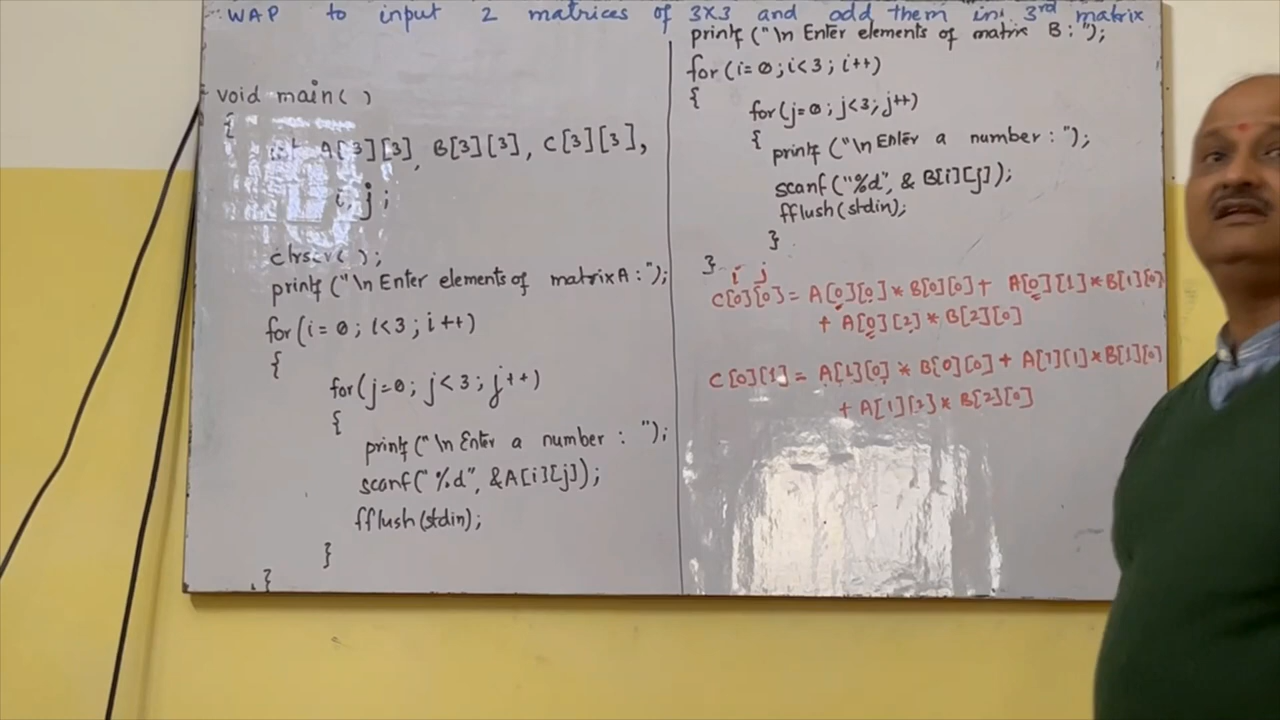 WAP to input 2 matrices of 3x3 and add them in 3rd matrix
void main( )
{
int A[3][3], B[3][3], C[3][3],
i, j ;
clrscr( );
printf ("\n Enter elements of matrix A : ");
for (i = 0 ; i<3 ; i ++)
{
for (j=0 ; j<3 ; j++)
{
printf ("\n Enter a number : ");
scanf (" %d", &A[i][j]);
fflush (stdin);
}
}
printf ("\n Enter elements of matrix B : ");
for (i=0 ; i<3 ; i++)
{
for (j=0 ; j<3 ; j++)
{
printf ("\n Enter a number : ");
scanf ("%d", & B[i][j]);
fflush (stdin);
}
}
i j
C[0][0] = A[0][0] * B[0][0] + A[0][1] * B[1][0]
+ A[0][2] * B[2][0]
C[0][1] = A[1][0] * B[0][0] + A[1][1] * B[1][0]
+ A[1][2] * B[2][0]